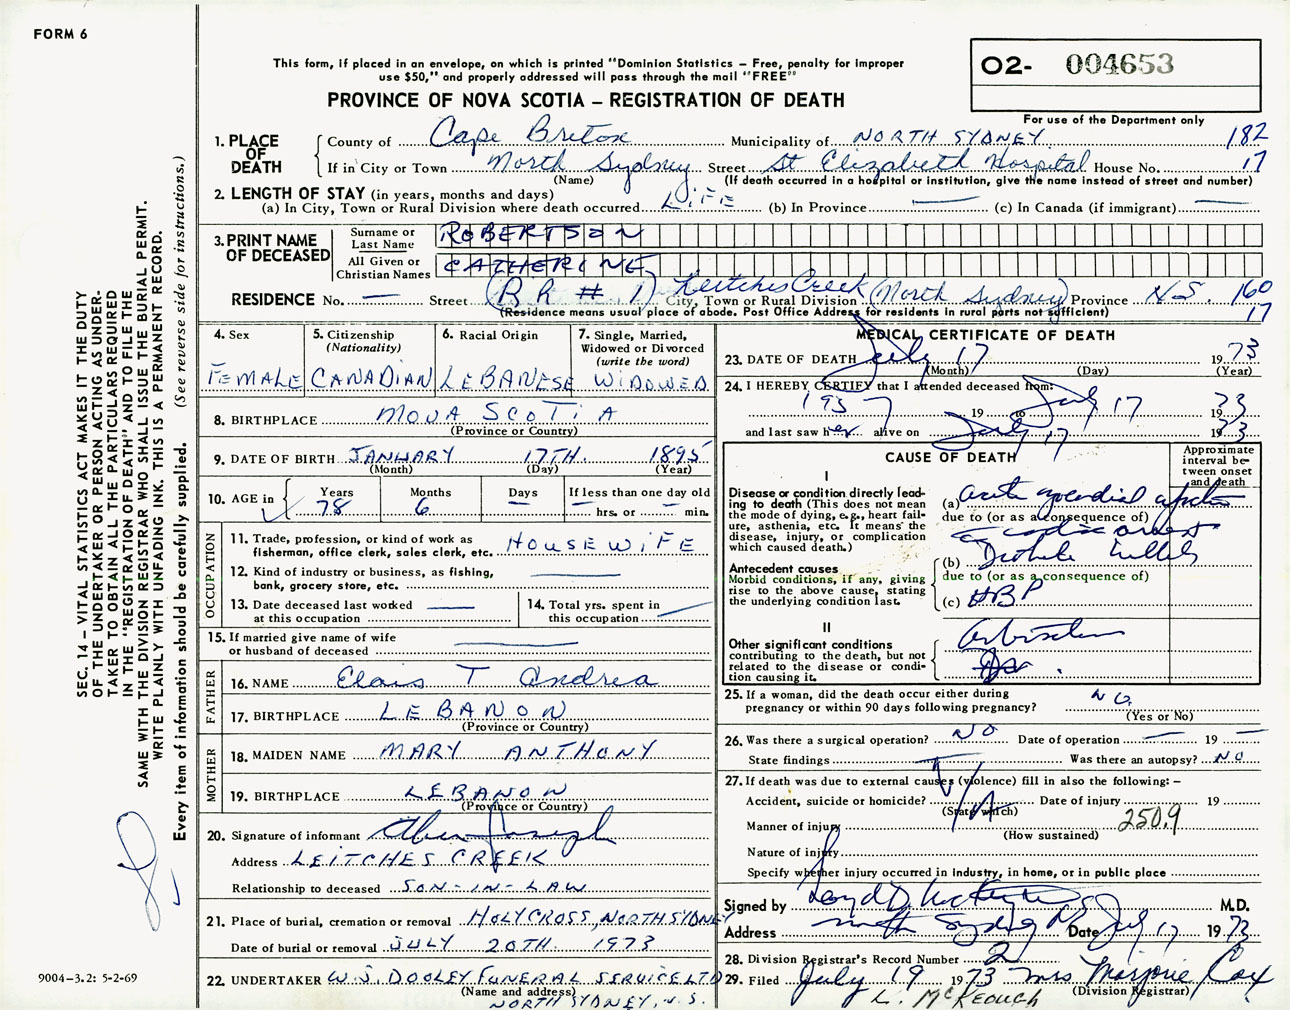 FORM 6
O2- 004653
For use of the Department only
This form, if placed in an envelope, on which is printed "Dominion Statistics – Free, penalty for improper
use $50," and properly addressed will pass through the mail "FREE"
PROVINCE OF NOVA SCOTIA – REGISTRATION OF DEATH
SEC. 14 – VITAL STATISTICS ACT MAKES IT THE DUTY
OF THE UNDERTAKER OR PERSON ACTING AS UNDER-
TAKER TO OBTAIN ALL THE PARTICULARS REQUIRED
IN THE "REGISTRATION OF DEATH" AND TO FILE THE
SAME WITH THE DIVISION REGISTRAR WHO SHALL ISSUE THE BURIAL PERMIT.
WRITE PLAINLY WITH UNFADING INK. THIS IS A PERMANENT RECORD.
Every item of information should be carefully supplied. (See reverse side for instructions.)
1. PLACE OF DEATH
County of Cape Breton Municipality of NORTH SYDNEY 182
If in City or Town North Sydney Street St Elizabeth Hospital House No. 17
(Name) (If death occurred in a hospital or institution, give the name instead of street and number)
2. LENGTH OF STAY (in years, months and days)
(a) In City, Town or Rural Division where death occurred LIFE (b) In Province — (c) In Canada (if immigrant) —
3. PRINT NAME OF DECEASED
Surname or Last Name ROBERTSON
All Given or Christian Names CATHERINE
RESIDENCE No. — Street (R R # 1) Leitches Creek City, Town or Rural Division (North Sydney) Province N.S. 160
(Residence means usual place of abode. Post Office Address for residents in rural parts not sufficient) 17
4. Sex FEMALE
5. Citizenship (Nationality) CANADIAN
6. Racial Origin LEBANESE
7. Single, Married, Widowed or Divorced (write the word) WIDOWED
8. BIRTHPLACE NOVA SCOTIA
(Province or Country)
9. DATE OF BIRTH JANUARY 17TH. 1895
(Month) (Day) (Year)
10. AGE in Years 78 Months 6 Days — If less than one day old — hrs. or — min.
OCCUPATION
11. Trade, profession, or kind of work as fisherman, office clerk, sales clerk, etc. HOUSEWIFE
12. Kind of industry or business, as fishing, bank, grocery store, etc. —
13. Date deceased last worked at this occupation —
14. Total yrs. spent in this occupation —
15. If married give name of wife or husband of deceased —
FATHER
16. NAME Elais T Andrea
17. BIRTHPLACE LEBANON
(Province or Country)
MOTHER
18. MAIDEN NAME MARY ANTHONY
19. BIRTHPLACE LEBANON
(Province or Country)
20. Signature of informant Joseph
Address LEITCHES CREEK
Relationship to deceased SON-IN-LAW
21. Place of burial, cremation or removal HOLY CROSS, NORTH SYDNEY
Date of burial or removal JULY 20TH 1973
22. UNDERTAKER W.J. DOOLEY FUNERAL SERVICE LTD
(Name and address)
NORTH SYDNEY, N.S.
9004-3.2: 5-2-69
MEDICAL CERTIFICATE OF DEATH
23. DATE OF DEATH July 17 1973
(Month) (Day) (Year)
24. I HEREBY CERTIFY that I attended deceased from:
1957 19 to July 17 1973
and last saw her alive on July 17 1973
CAUSE OF DEATH
Approximate interval between onset and death
I
Disease or condition directly leading to death (This does not mean the mode of dying, e.g., heart failure, asthenia, etc. It means the disease, injury, or complication which caused death.)
(a) acute
due to (or as a consequence of)
cardiac arrest
Antecedent causes
Morbid conditions, if any, giving rise to the above cause, stating the underlying condition last.
(b)
due to (or as a consequence of)
(c) HBP
II
Other significant conditions contributing to the death, but not related to the disease or condition causing it.
25. If a woman, did the death occur either during pregnancy or within 90 days following pregnancy? NO.
(Yes or No)
26. Was there a surgical operation? NO Date of operation — 19 —
State findings — Was there an autopsy? NO
27. If death was due to external causes (violence) fill in also the following: –
Accident, suicide or homicide? Date of injury 19
(State which)
N/A
Manner of injury 250.9
(How sustained)
Nature of injury
Specify whether injury occurred in industry, in home, or in public place
Signed by M.D.
Address North Sydney NS Date July 17 1973
28. Division Registrar's Record Number 2
29. Filed July 19 1973 Mrs Marjorie Cox
(Division Registrar)
L. McKeough